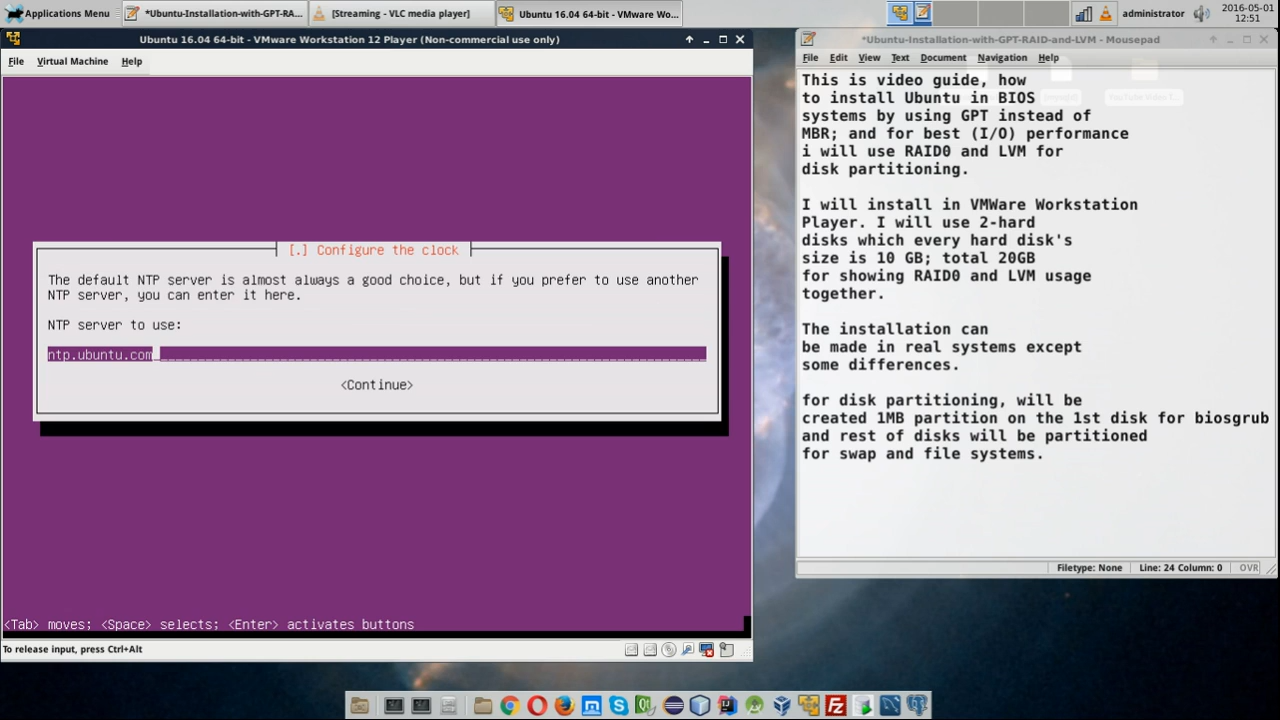 Applications Menu
*Ubuntu-Installation-with-GPT-RA...
[Streaming - VLC media player]
Ubuntu 16.04 64-bit - VMware Wo...
administrator
2016-05-01
12:51
Ubuntu 16.04 64-bit - VMware Workstation 12 Player (Non-commercial use only)
File Virtual Machine Help
[.] Configure the clock
The default NTP server is almost always a good choice, but if you prefer to use another
NTP server, you can enter it here.
NTP server to use:
ntp.ubuntu.com
<Continue>
<Tab> moves; <Space> selects; <Enter> activates buttons
To release input, press Ctrl+Alt
*Ubuntu-Installation-with-GPT-RAID-and-LVM - Mousepad
File Edit View Text Document Navigation Help
This is video guide, how
to install Ubuntu in BIOS
systems by using GPT instead of
MBR; and for best (I/O) performance
i will use RAID0 and LVM for
disk partitioning.
I will install in VMWare Workstation
Player. I will use 2-hard
disks which every hard disk's
size is 10 GB; total 20GB
for showing RAID0 and LVM usage
together.
The installation can
be made in real systems except
some differences.
for disk partitioning, will be
created 1MB partition on the 1st disk for biosgrub
and rest of disks will be partitioned
for swap and file systems.
Filetype: None Line: 24 Column: 0 OVR